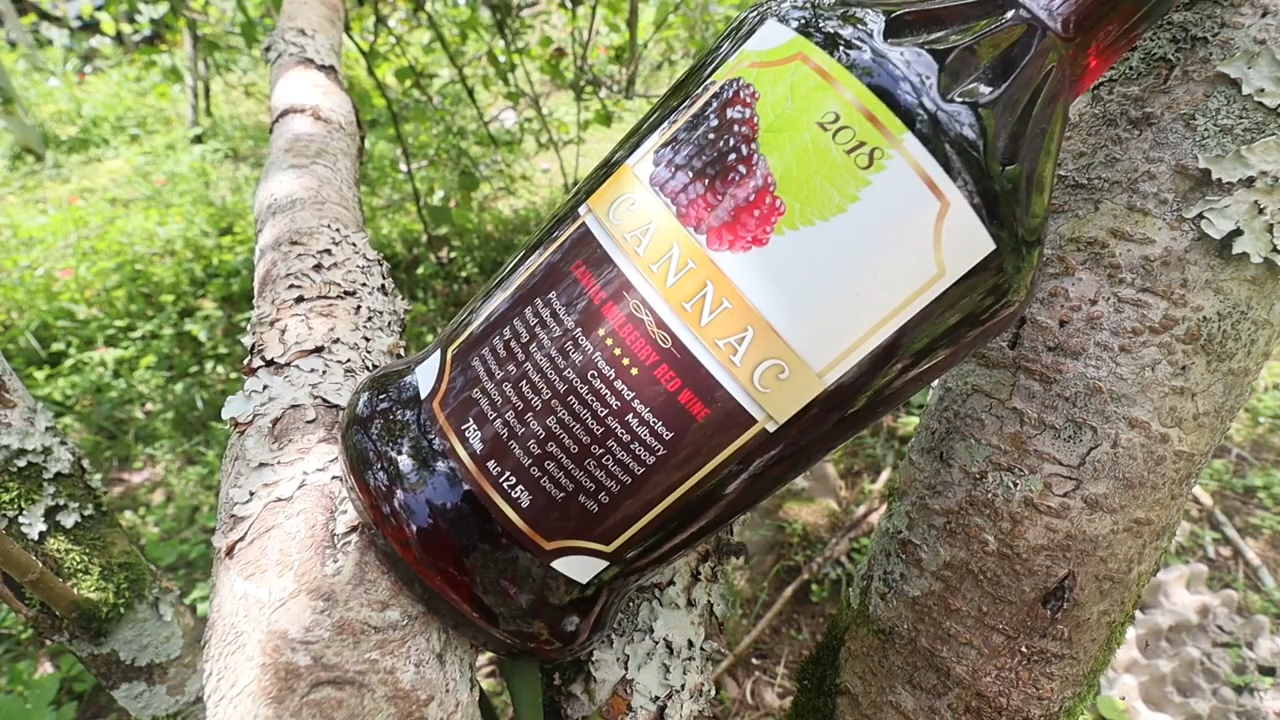 2018
CANNAC
CANNAC MULBERRY RED WINE
Produce from fresh and selected
mulberry fruit. Cannac Mulberry
Red wine was produced since 2008
using traditional method, inspired
by wine making expertise of Dusun
tribe in North Borneo (Sabah),
pased down from generation to
generation. Best for dishes with
grilled fish, meat or beef.
750ML ALC 12.5%